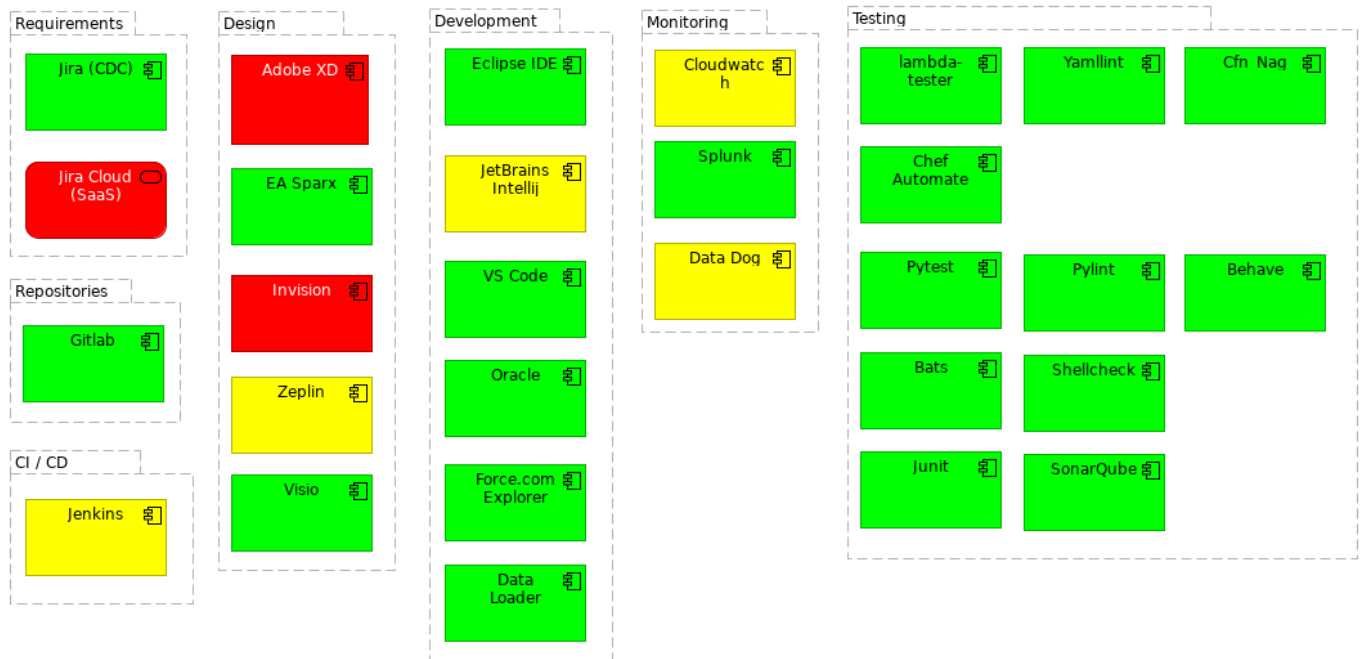 Requirements
Jira (CDC)
Jira Cloud
(SaaS)
Repositories
Gitlab
CI / CD
Jenkins
Design
Adobe XD
EA Sparx
Invision
Zeplin
Visio
Development
Eclipse IDE
JetBrains
Intellij
VS Code
Oracle
Force.com
Explorer
Data
Loader
Monitoring
Cloudwatc
h
Splunk
Data Dog
Testing
lambda-
tester
Yamllint
Cfn_Nag
Chef
Automate
Pytest
Pylint
Behave
Bats
Shellcheck
Junit
SonarQube